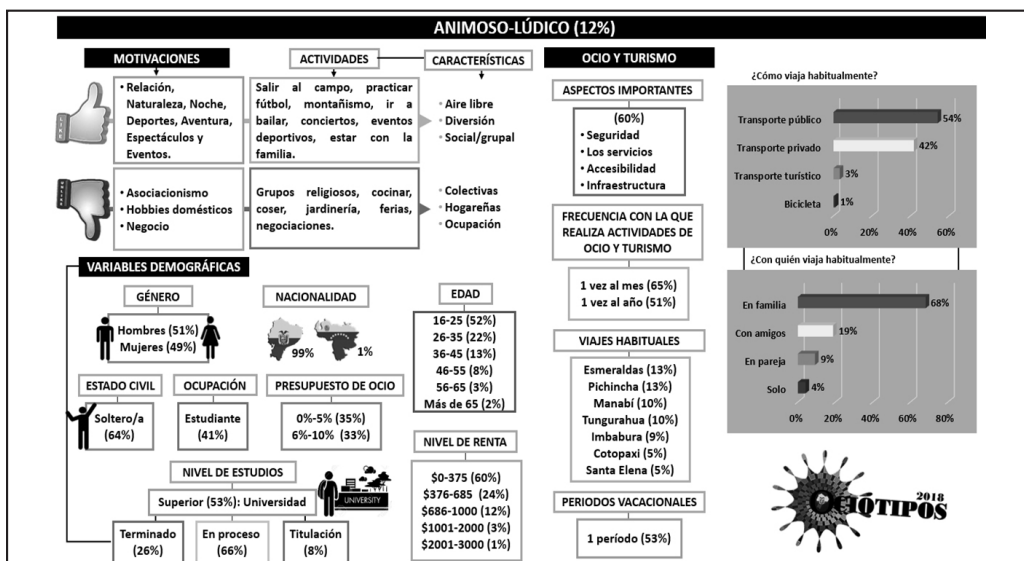 ANIMOSO-LÚDICO (12%)
MOTIVACIONES
• Relación,
Naturaleza, Noche,
Deportes, Aventura,
Espectáculos y
Eventos.
ACTIVIDADES
Salir al campo, practicar
fútbol, montañismo, ir a
bailar, conciertos, eventos
deportivos, estar con la
familia.
CARACTERÍSTICAS
• Aire libre
• Diversión
• Social/grupal
LIKE
• Asociacionismo
• Hobbies domésticos
• Negocio
Grupos religiosos, cocinar,
coser, jardinería, ferias,
negociaciones.
• Colectivas
• Hogareñas
• Ocupación
VARIABLES DEMOGRÁFICAS
GÉNERO
Hombres (51%)
Mujeres (49%)
NACIONALIDAD
99%
1%
EDAD
16-25 (52%)
26-35 (22%)
36-45 (13%)
46-55 (8%)
56-65 (3%)
Más de 65 (2%)
ESTADO CIVIL
Soltero/a
(64%)
OCUPACIÓN
Estudiante
(41%)
PRESUPUESTO DE OCIO
0%-5% (35%)
6%-10% (33%)
NIVEL DE ESTUDIOS
Superior (53%): Universidad
UNIVERSITY
Terminado
(26%)
En proceso
(66%)
Titulación
(8%)
NIVEL DE RENTA
$0-375 (60%)
$376-685 (24%)
$686-1000 (12%)
$1001-2000 (3%)
$2001-3000 (1%)
OCIO Y TURISMO
ASPECTOS IMPORTANTES
(60%)
• Seguridad
• Los servicios
• Accesibilidad
• Infraestructura
FRECUENCIA CON LA QUE
REALIZA ACTIVIDADES DE
OCIO Y TURISMO
1 vez al mes (65%)
1 vez al año (51%)
VIAJES HABITUALES
Esmeraldas (13%)
Pichincha (13%)
Manabí (10%)
Tungurahua (10%)
Imbabura (9%)
Cotopaxi (5%)
Santa Elena (5%)
PERIODOS VACACIONALES
1 período (53%)
¿Cómo viaja habitualmente?
Transporte público 54%
Transporte privado 42%
Transporte turístico 3%
Bicicleta 1%
0% 20% 40% 60%
¿Con quién viaja habitualmente?
En familia 68%
Con amigos 19%
En pareja 9%
Solo 4%
0% 20% 40% 60% 80%
2018
OCIOTIPOS